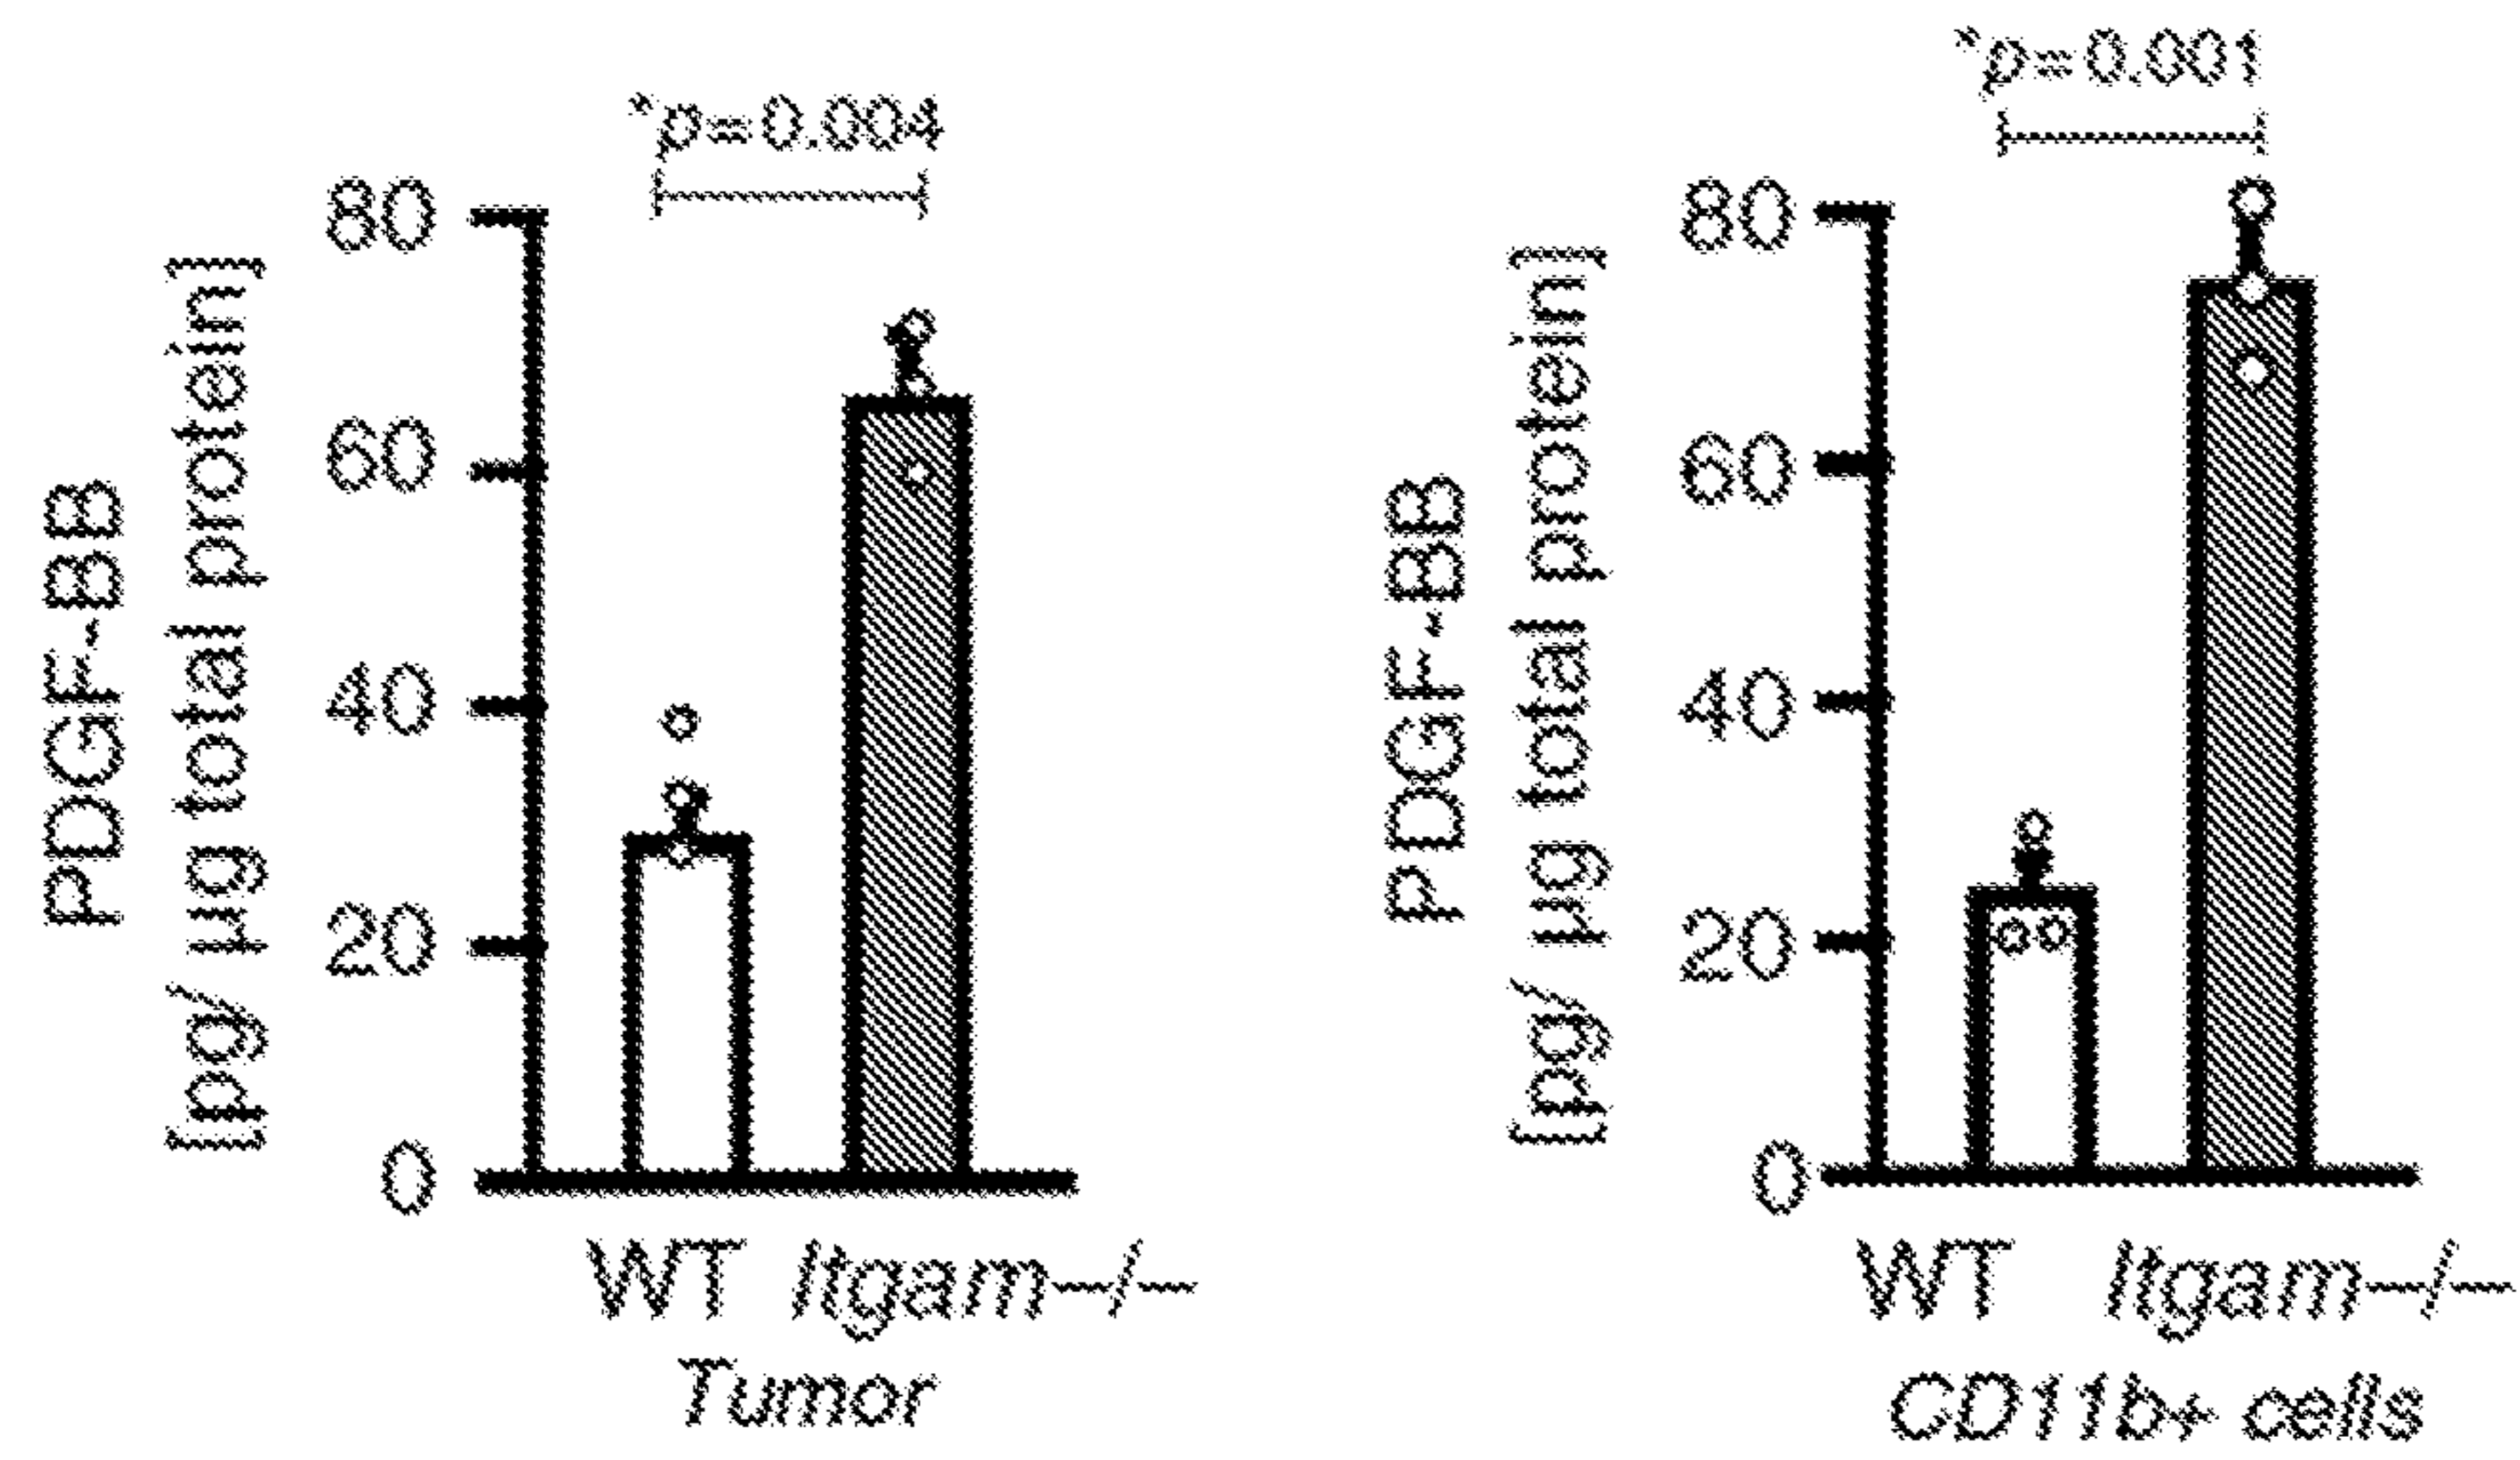 *p=0.004
PDGF-BB
[pg/ µg total protein]
80
60
40
20
0
WT Itgam-/-
Tumor
*p=0.001
PDGF-BB
[pg/ µg total protein]
80
60
40
20
0
WT Itgam-/-
CD11b+ cells